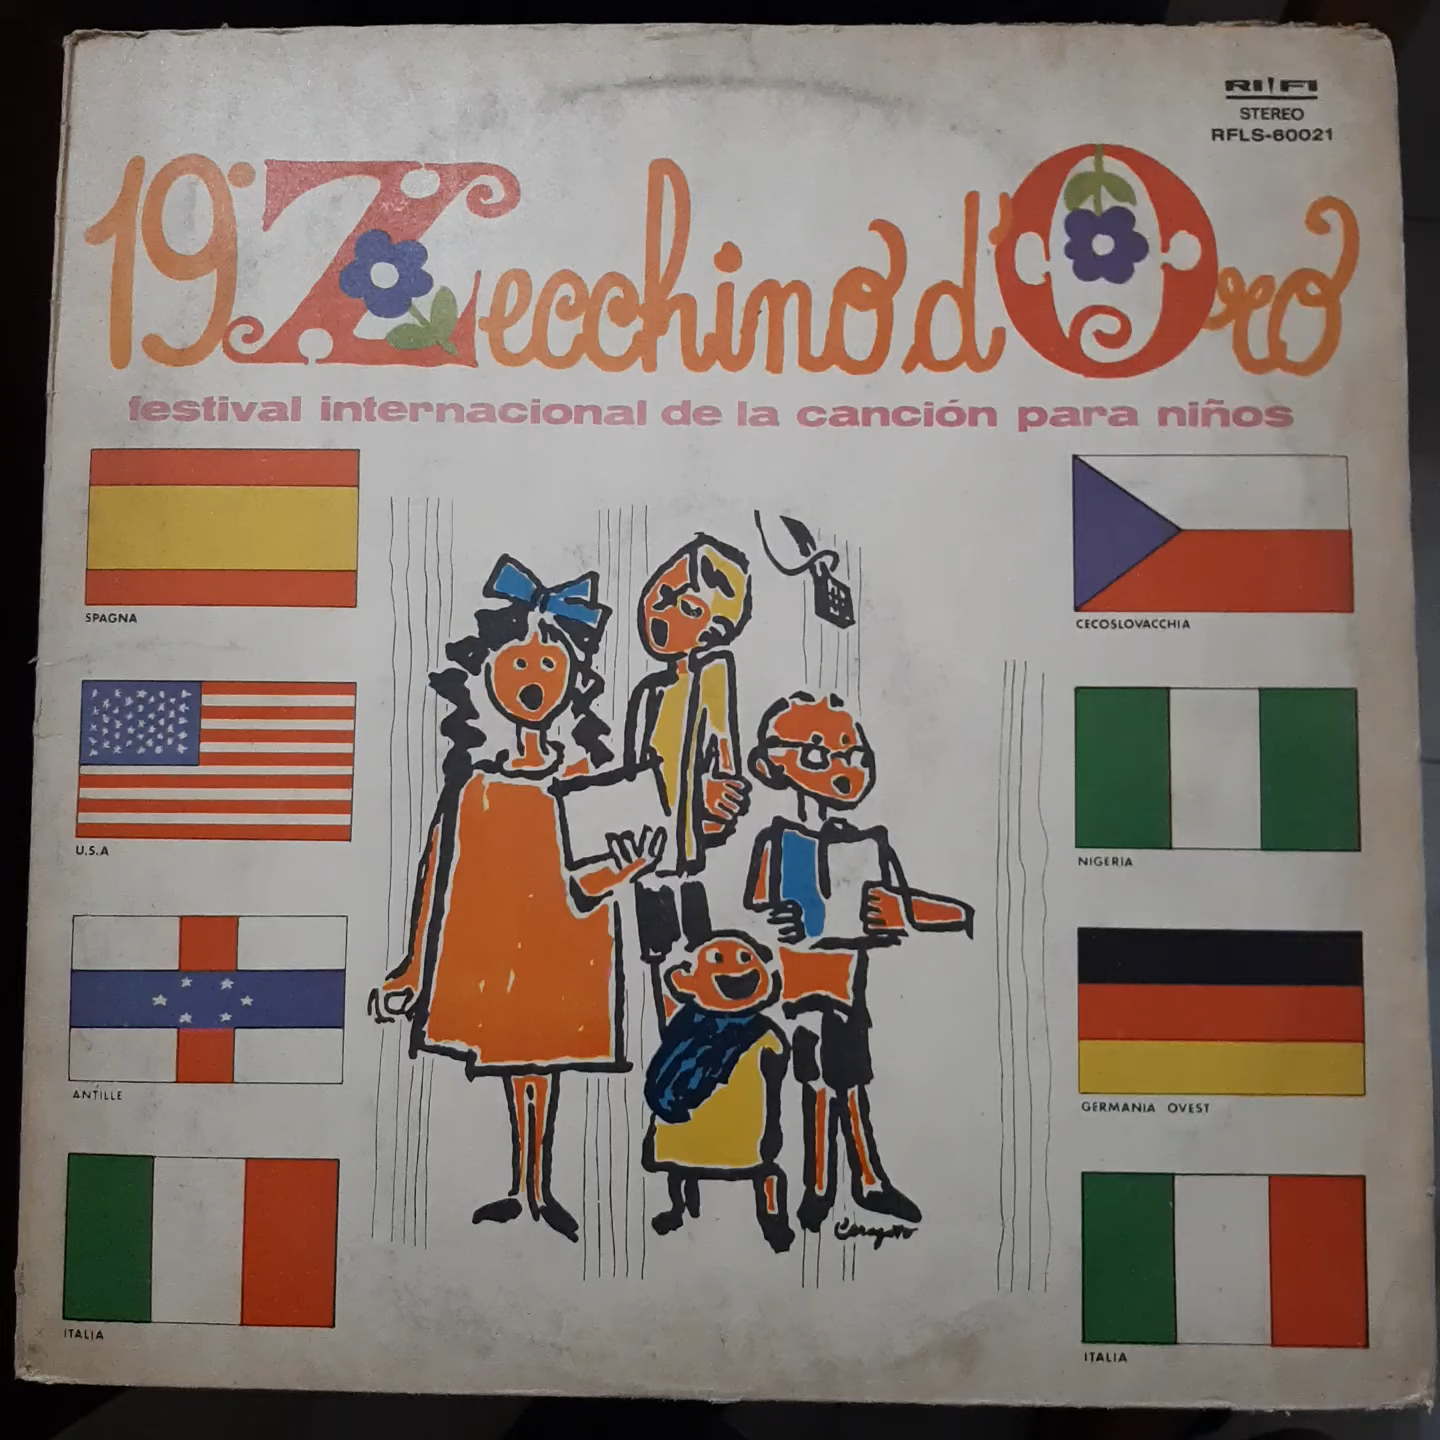 RI-FI
STEREO
RFLS-60021
19° Zecchino d'Oro
festival internacional de la canción para niños
SPAGNA
CECOSLOVACCHIA
U.S.A
NIGERIA
ANTILLE
GERMANIA OVEST
ITALIA
ITALIA